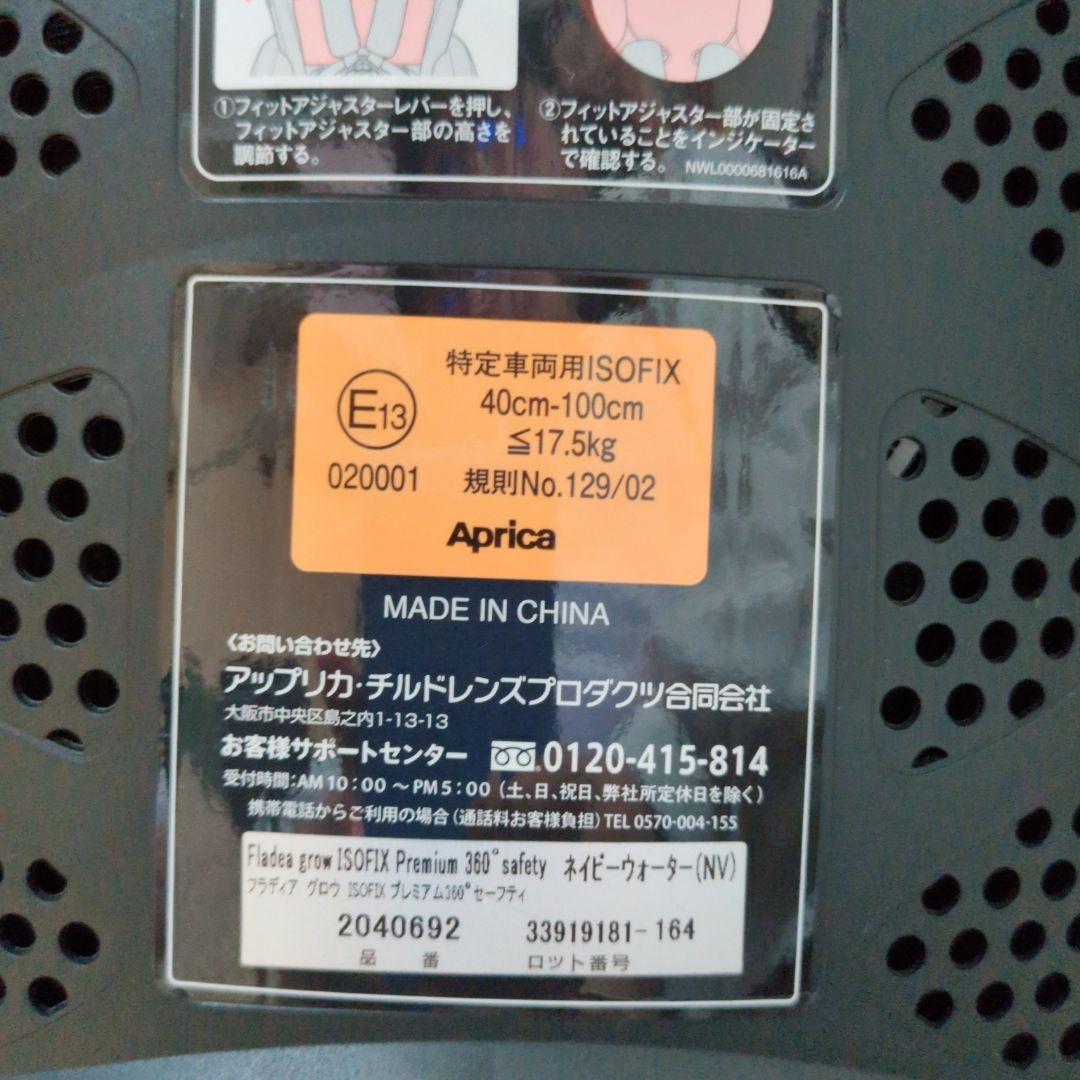 ①フィットアジャスターレバーを押し、
フィットアジャスター部の高さを
調節する。
②フィットアジャスター部が固定さ
れていることをインジケーター
で確認する。
NWL0000681616A
特定車両用ISOFIX
40cm-100cm
≦17.5kg
規則No.129/02
E13
020001
Aprica
MADE IN CHINA
〈お問い合わせ先〉
アップリカ・チルドレンズプロダクツ合同会社
大阪市中央区島之内1-13-13
お客様サポートセンター 0120-415-814
受付時間:AM10:00～PM5:00(土、日、祝日、弊社所定休日を除く)
携帯電話からご利用の場合(通話料お客様負担)TEL 0570-004-155
Fladea grow ISOFIX Premium 360°safety ネイビーウォーター(NV)
フラディア グロウ ISOFIX プレミアム360°セーフティ
2040692 33919181-164
品番 ロット番号